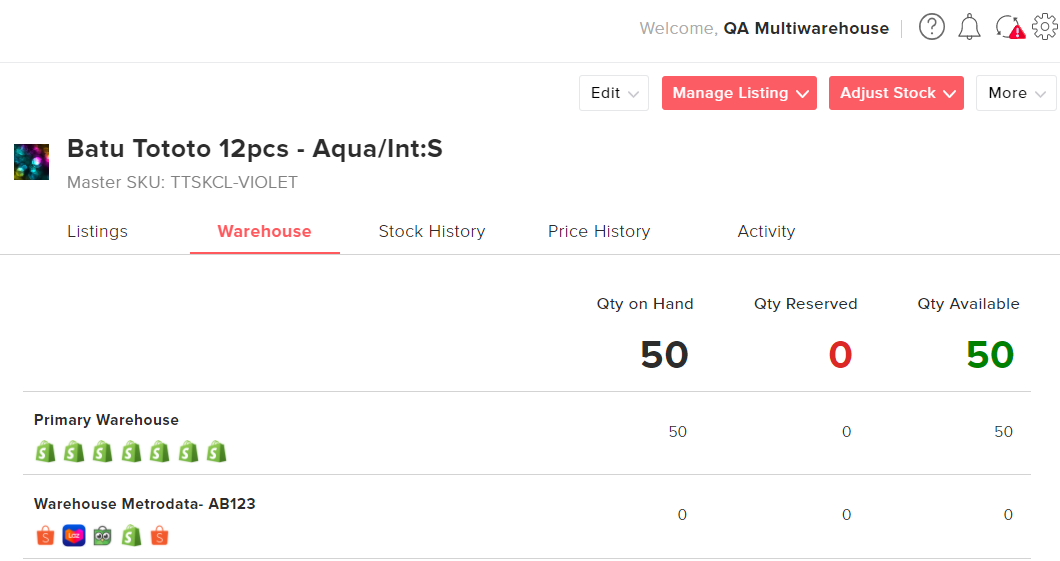 Welcome, QA Multiwarehouse
Edit Manage Listing Adjust Stock More
Batu Tototo 12pcs - Aqua/Int:S
Master SKU: TTSKCL-VIOLET
Listings Warehouse Stock History Price History Activity
Qty on Hand Qty Reserved Qty Available
50 0 50
Primary Warehouse
50 0 50
Warehouse Metrodata- AB123
0 0 0